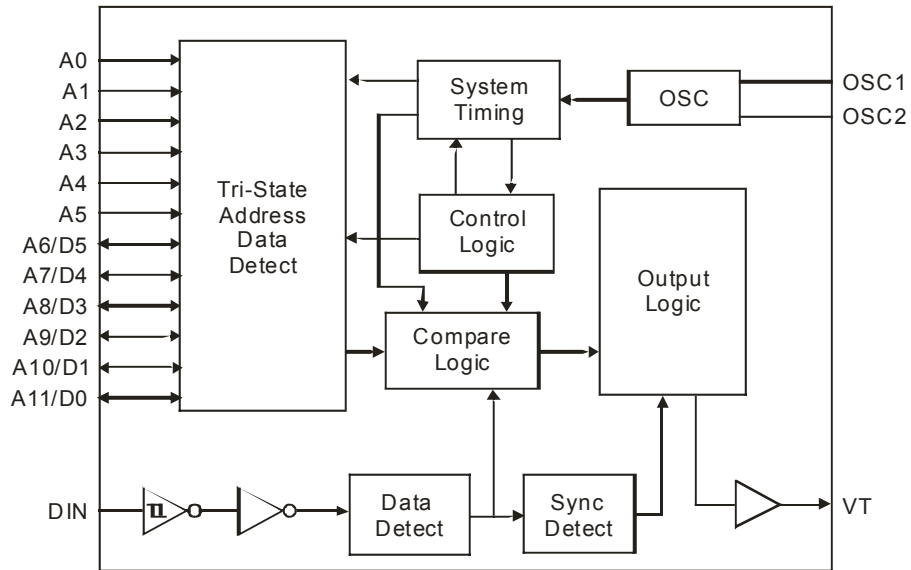 A0
A1
A2
A3
A4
A5
A6/D5
A7/D4
A8/D3
A9/D2
A10/D1
A11/D0
DIN
Tri-State
Address
Data
Detect
System
Timing
OSC
OSC1
OSC2
Control
Logic
Compare
Logic
Output
Logic
Data
Detect
Sync
Detect
VT